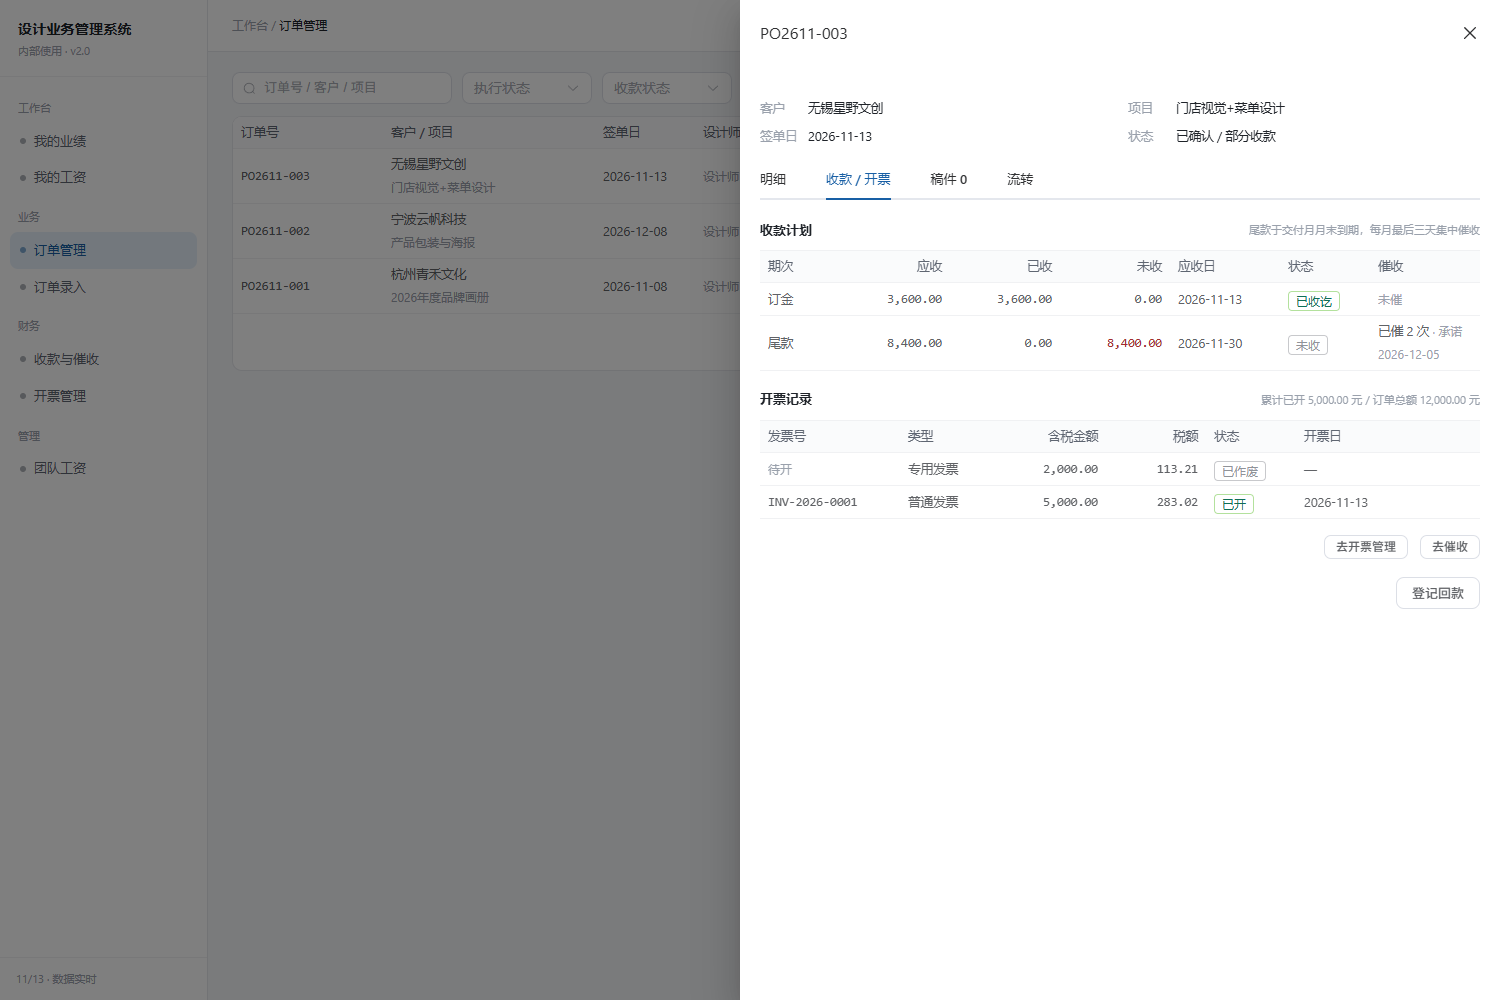 设计业务管理系统
内部使用 · v2.0
工作台
我的业绩
我的工资
业务
订单管理
订单录入
财务
收款与催收
开票管理
管理
团队工资
11/13 · 数据实时
工作台 / 订单管理
订单号 / 客户 / 项目 执行状态 收款状态
订单号 客户 / 项目 签单日 设计师
PO2611-003 无锡星野文创 2026-11-13 设计师
门店视觉+菜单设计
PO2611-002 宁波云帆科技 2026-12-08 设计师
产品包装与海报
PO2611-001 杭州青禾文化 2026-11-08 设计师
2026年度品牌画册
PO2611-003
客户 无锡星野文创 项目 门店视觉+菜单设计
签单日 2026-11-13 状态 已确认 / 部分收款
明细 收款 / 开票 稿件 0 流转
收款计划 尾款于交付月月末到期，每月最后三天集中催收
期次 应收 已收 未收 应收日 状态 催收
订金 3,600.00 3,600.00 0.00 2026-11-13 已收讫 未催
尾款 8,400.00 0.00 8,400.00 2026-11-30 未收 已催 2 次 · 承诺
2026-12-05
开票记录 累计已开 5,000.00 元 / 订单总额 12,000.00 元
发票号 类型 含税金额 税额 状态 开票日
待开 专用发票 2,000.00 113.21 已作废 —
INV-2026-0001 普通发票 5,000.00 283.02 已开 2026-11-13
去开票管理 去催收
登记回款